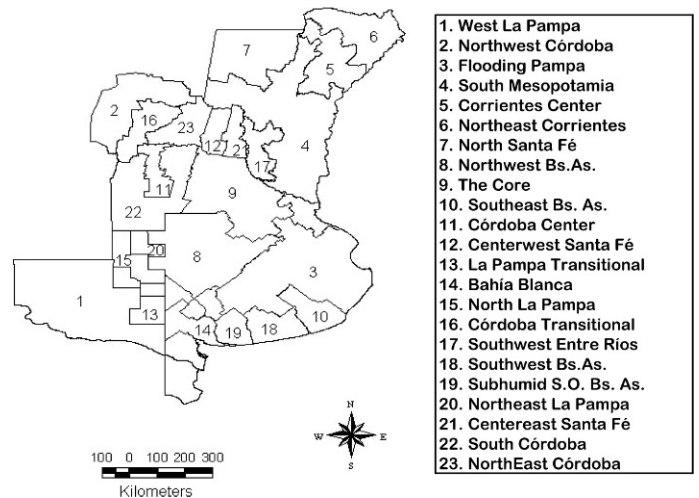 7
6
5
2
16
23
12
21
17
4
11
9
22
20
8
15
3
1
13
14
19
18
10
N
W
E
S
100 0 100 200 300
Kilometers
1. West La Pampa
2. Northwest Córdoba
3. Flooding Pampa
4. South Mesopotamia
5. Corrientes Center
6. Northeast Corrientes
7. North Santa Fé
8. Northwest Bs.As.
9. The Core
10. Southeast Bs. As.
11. Córdoba Center
12. Centerwest Santa Fé
13. La Pampa Transitional
14. Bahía Blanca
15. North La Pampa
16. Córdoba Transitional
17. Southwest Entre Ríos
18. Southwest Bs.As.
19. Subhumid S.O. Bs. As.
20. Northeast La Pampa
21. Centereast Santa Fé
22. South Córdoba
23. NorthEast Córdoba